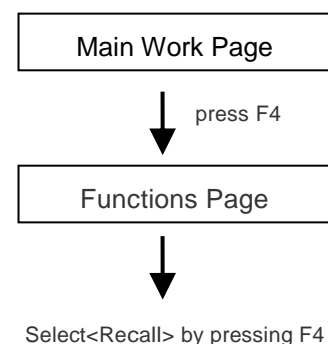 Main Work Page
press F4
Functions Page
Select<Recall> by pressing F4